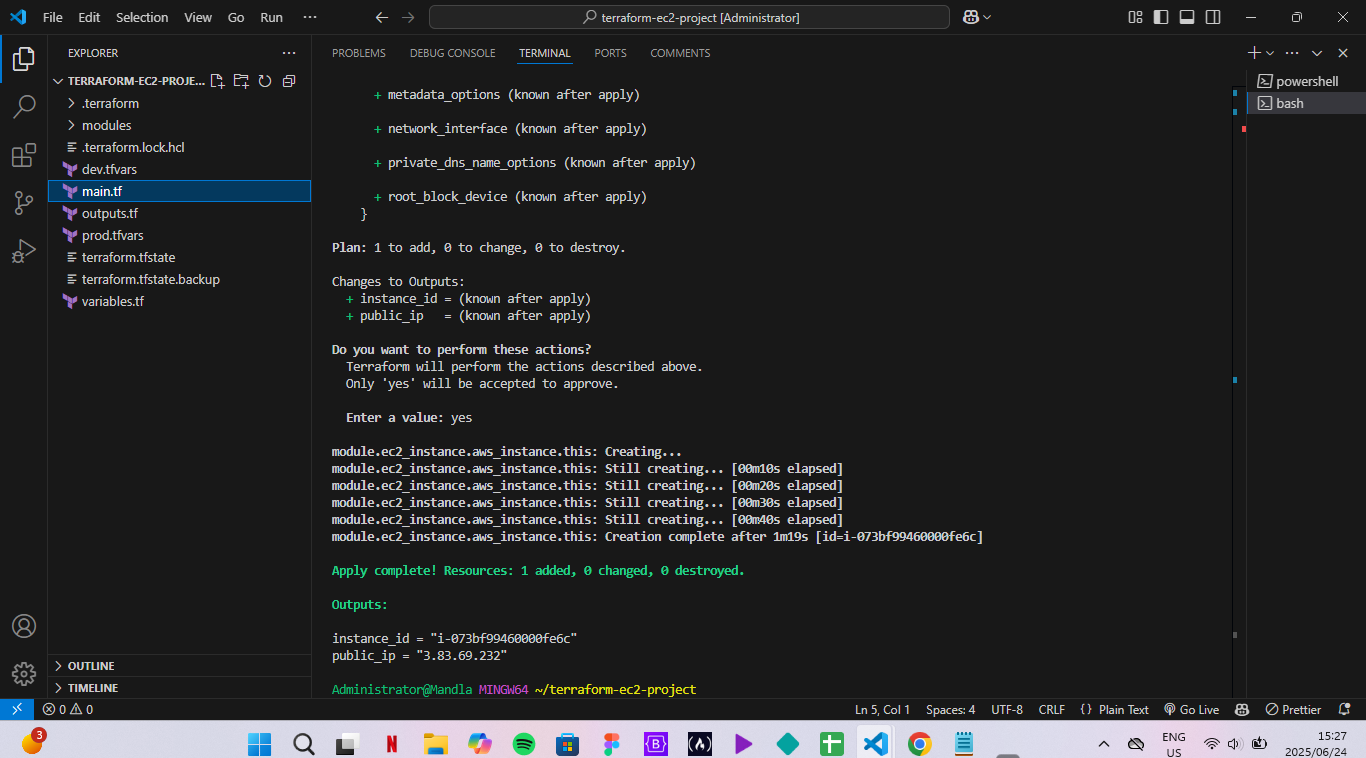 File Edit Selection View Go Run ···
terraform-ec2-project [Administrator]
EXPLORER
TERRAFORM-EC2-PROJE...
.terraform
modules
.terraform.lock.hcl
dev.tfvars
main.tf
outputs.tf
prod.tfvars
terraform.tfstate
terraform.tfstate.backup
variables.tf
OUTLINE
TIMELINE
PROBLEMS DEBUG CONSOLE TERMINAL PORTS COMMENTS
powershell
bash
+ metadata_options (known after apply)
+ network_interface (known after apply)
+ private_dns_name_options (known after apply)
+ root_block_device (known after apply)
}
Plan: 1 to add, 0 to change, 0 to destroy.
Changes to Outputs:
+ instance_id = (known after apply)
+ public_ip   = (known after apply)
Do you want to perform these actions?
Terraform will perform the actions described above.
Only 'yes' will be accepted to approve.
Enter a value: yes
module.ec2_instance.aws_instance.this: Creating...
module.ec2_instance.aws_instance.this: Still creating... [00m10s elapsed]
module.ec2_instance.aws_instance.this: Still creating... [00m20s elapsed]
module.ec2_instance.aws_instance.this: Still creating... [00m30s elapsed]
module.ec2_instance.aws_instance.this: Still creating... [00m40s elapsed]
module.ec2_instance.aws_instance.this: Creation complete after 1m19s [id=i-073bf99460000fe6c]
Apply complete! Resources: 1 added, 0 changed, 0 destroyed.
Outputs:
instance_id = "i-073bf99460000fe6c"
public_ip = "3.83.69.232"
Administrator@Mandla MINGW64 ~/terraform-ec2-project
0 0
Ln 5, Col 1 Spaces: 4 UTF-8 CRLF {} Plain Text Go Live Prettier
3
N
B
ENG
US
15:27
2025/06/24